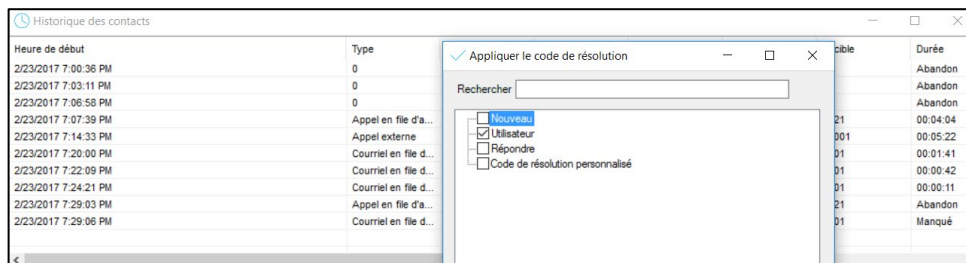 Historique des contacts
Appliquer le code de résolution
Heure de début Type cible Durée
2/23/2017 7:00:36 PM 0 Abandon
2/23/2017 7:03:11 PM 0 Abandon
2/23/2017 7:06:58 PM 0 Abandon
2/23/2017 7:07:39 PM Appel en file d'a... 21 00:04:04
2/23/2017 7:14:33 PM Appel externe 001 00:05:22
2/23/2017 7:20:00 PM Courriel en file d... 01 00:01:41
2/23/2017 7:22:09 PM Courriel en file d... 01 00:00:42
2/23/2017 7:24:21 PM Courriel en file d... 01 00:00:11
2/23/2017 7:29:03 PM Appel en file d'a... 21 Abandon
2/23/2017 7:29:06 PM Courriel en file d... 01 Manqué
Rechercher
Nouveau
Utilisateur
Répondre
Code de résolution personnalisé